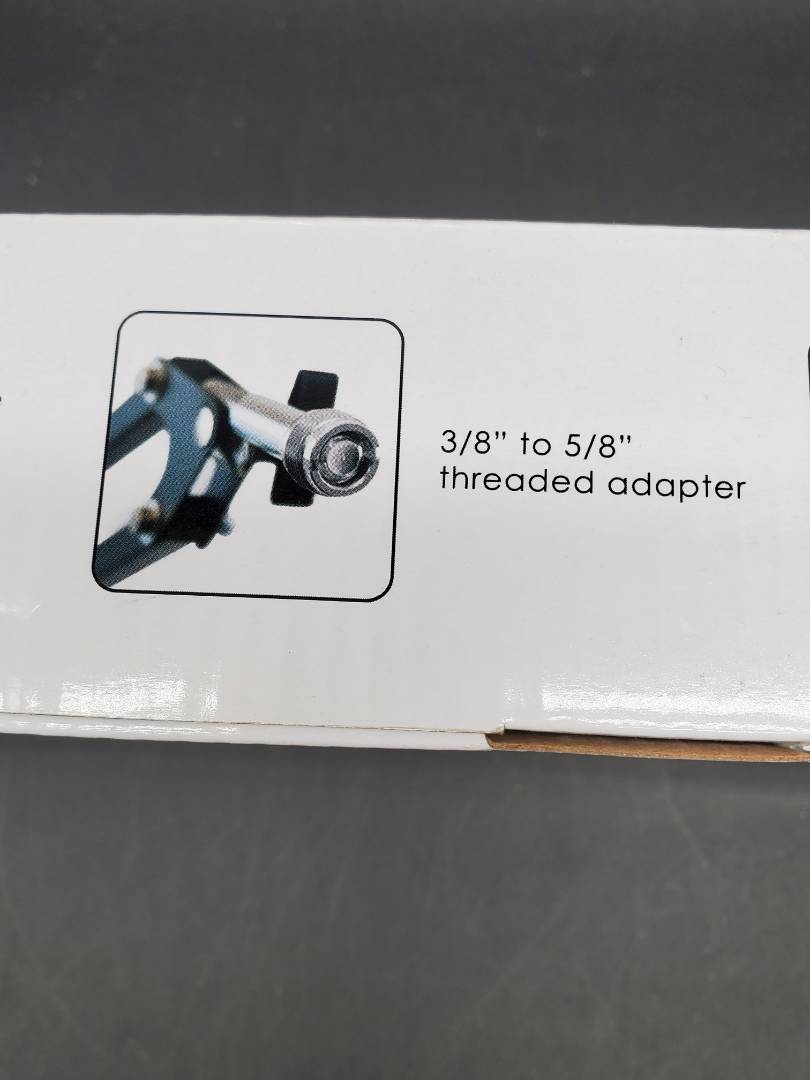 3/8” to 5/8”
threaded adapter